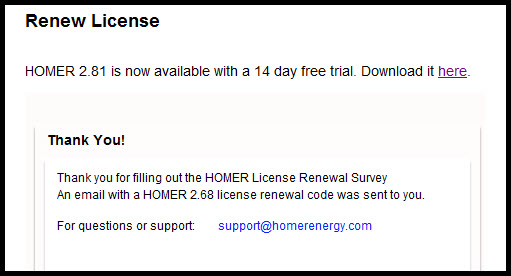 Renew License
HOMER 2.81 is now available with a 14 day free trial. Download it here.
Thank You!
Thank you for filling out the HOMER License Renewal Survey
An email with a HOMER 2.68 license renewal code was sent to you.
For questions or support: support@homerenergy.com